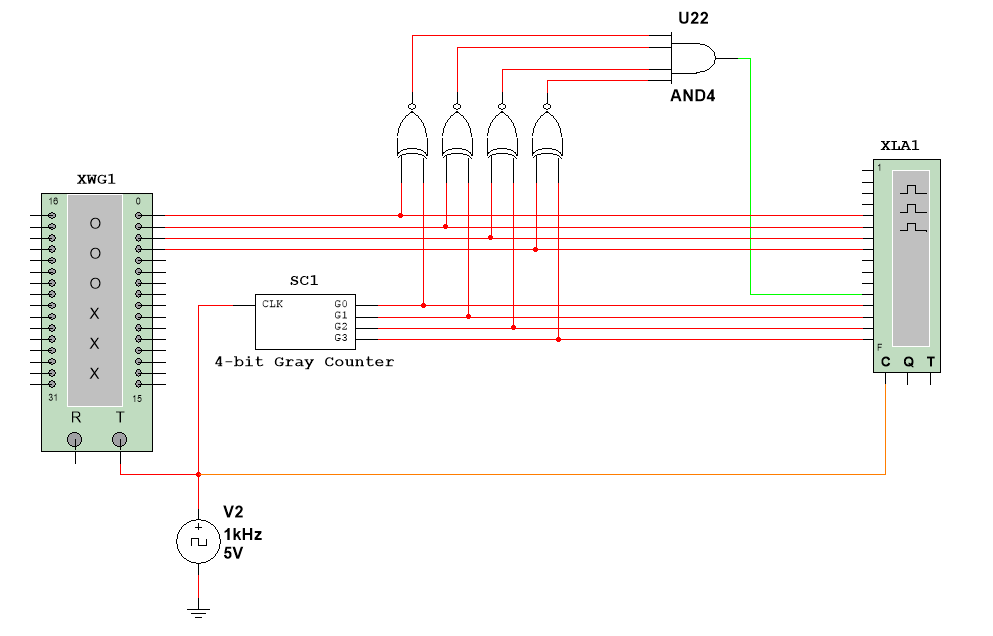 U22
AND4
XLA1
1
F
C Q T
XWG1
16 0
O
O
O
X
X
X
31 15
R T
SC1
CLK G0
G1
G2
G3
4-bit Gray Counter
V2
1kHz
5V